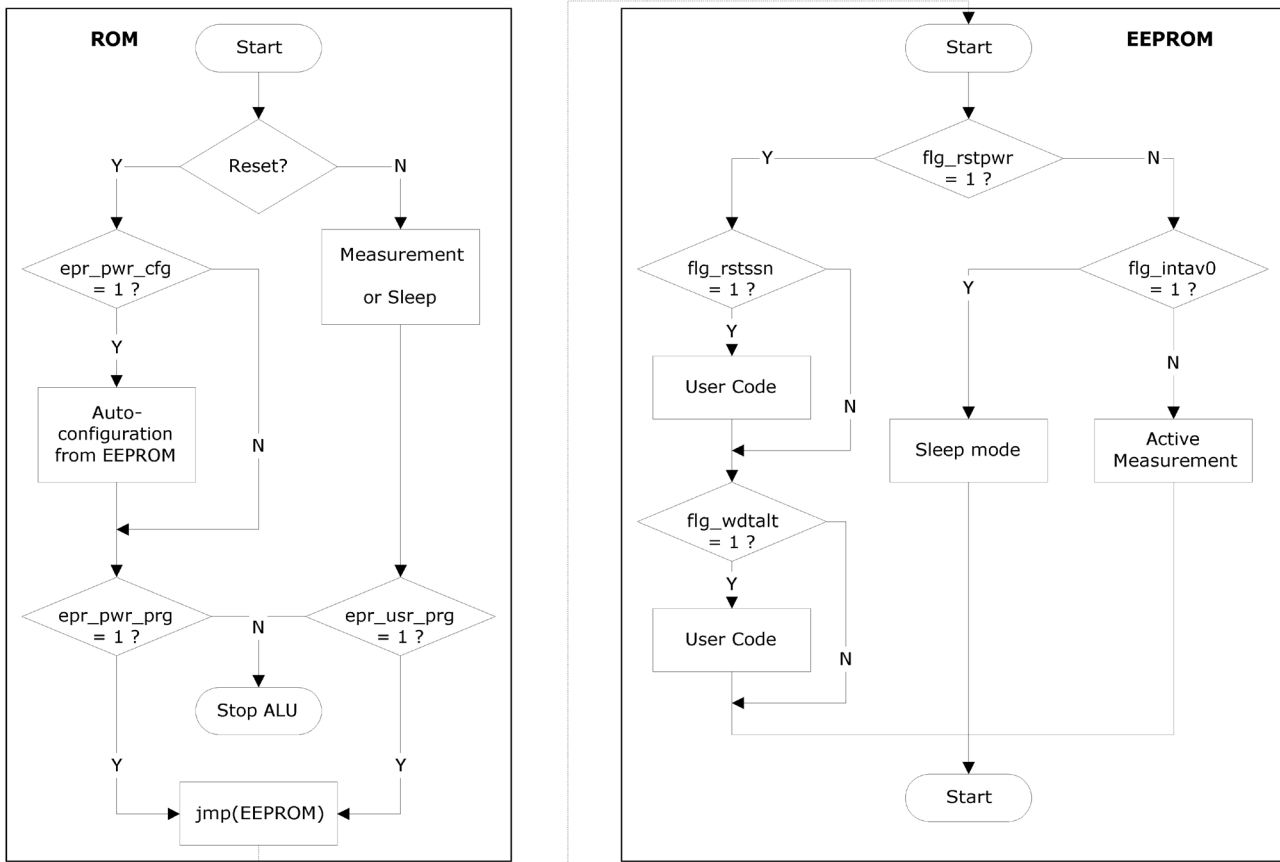 ROM
Start
Reset?
Y
N
epr_pwr_cfg
= 1 ?
Measurement
or Sleep
Y
N
Auto-
configuration
from EEPROM
epr_pwr_prg
= 1 ?
N
epr_usr_prg
= 1 ?
Stop ALU
Y
Y
jmp(EEPROM)
EEPROM
Start
flg_rstpwr
= 1 ?
Y
N
flg_rstssn
= 1 ?
flg_intav0
= 1 ?
Y
Y
N
User Code
N
Sleep mode
Active
Measurement
flg_wdtalt
= 1 ?
Y
User Code
N
Start